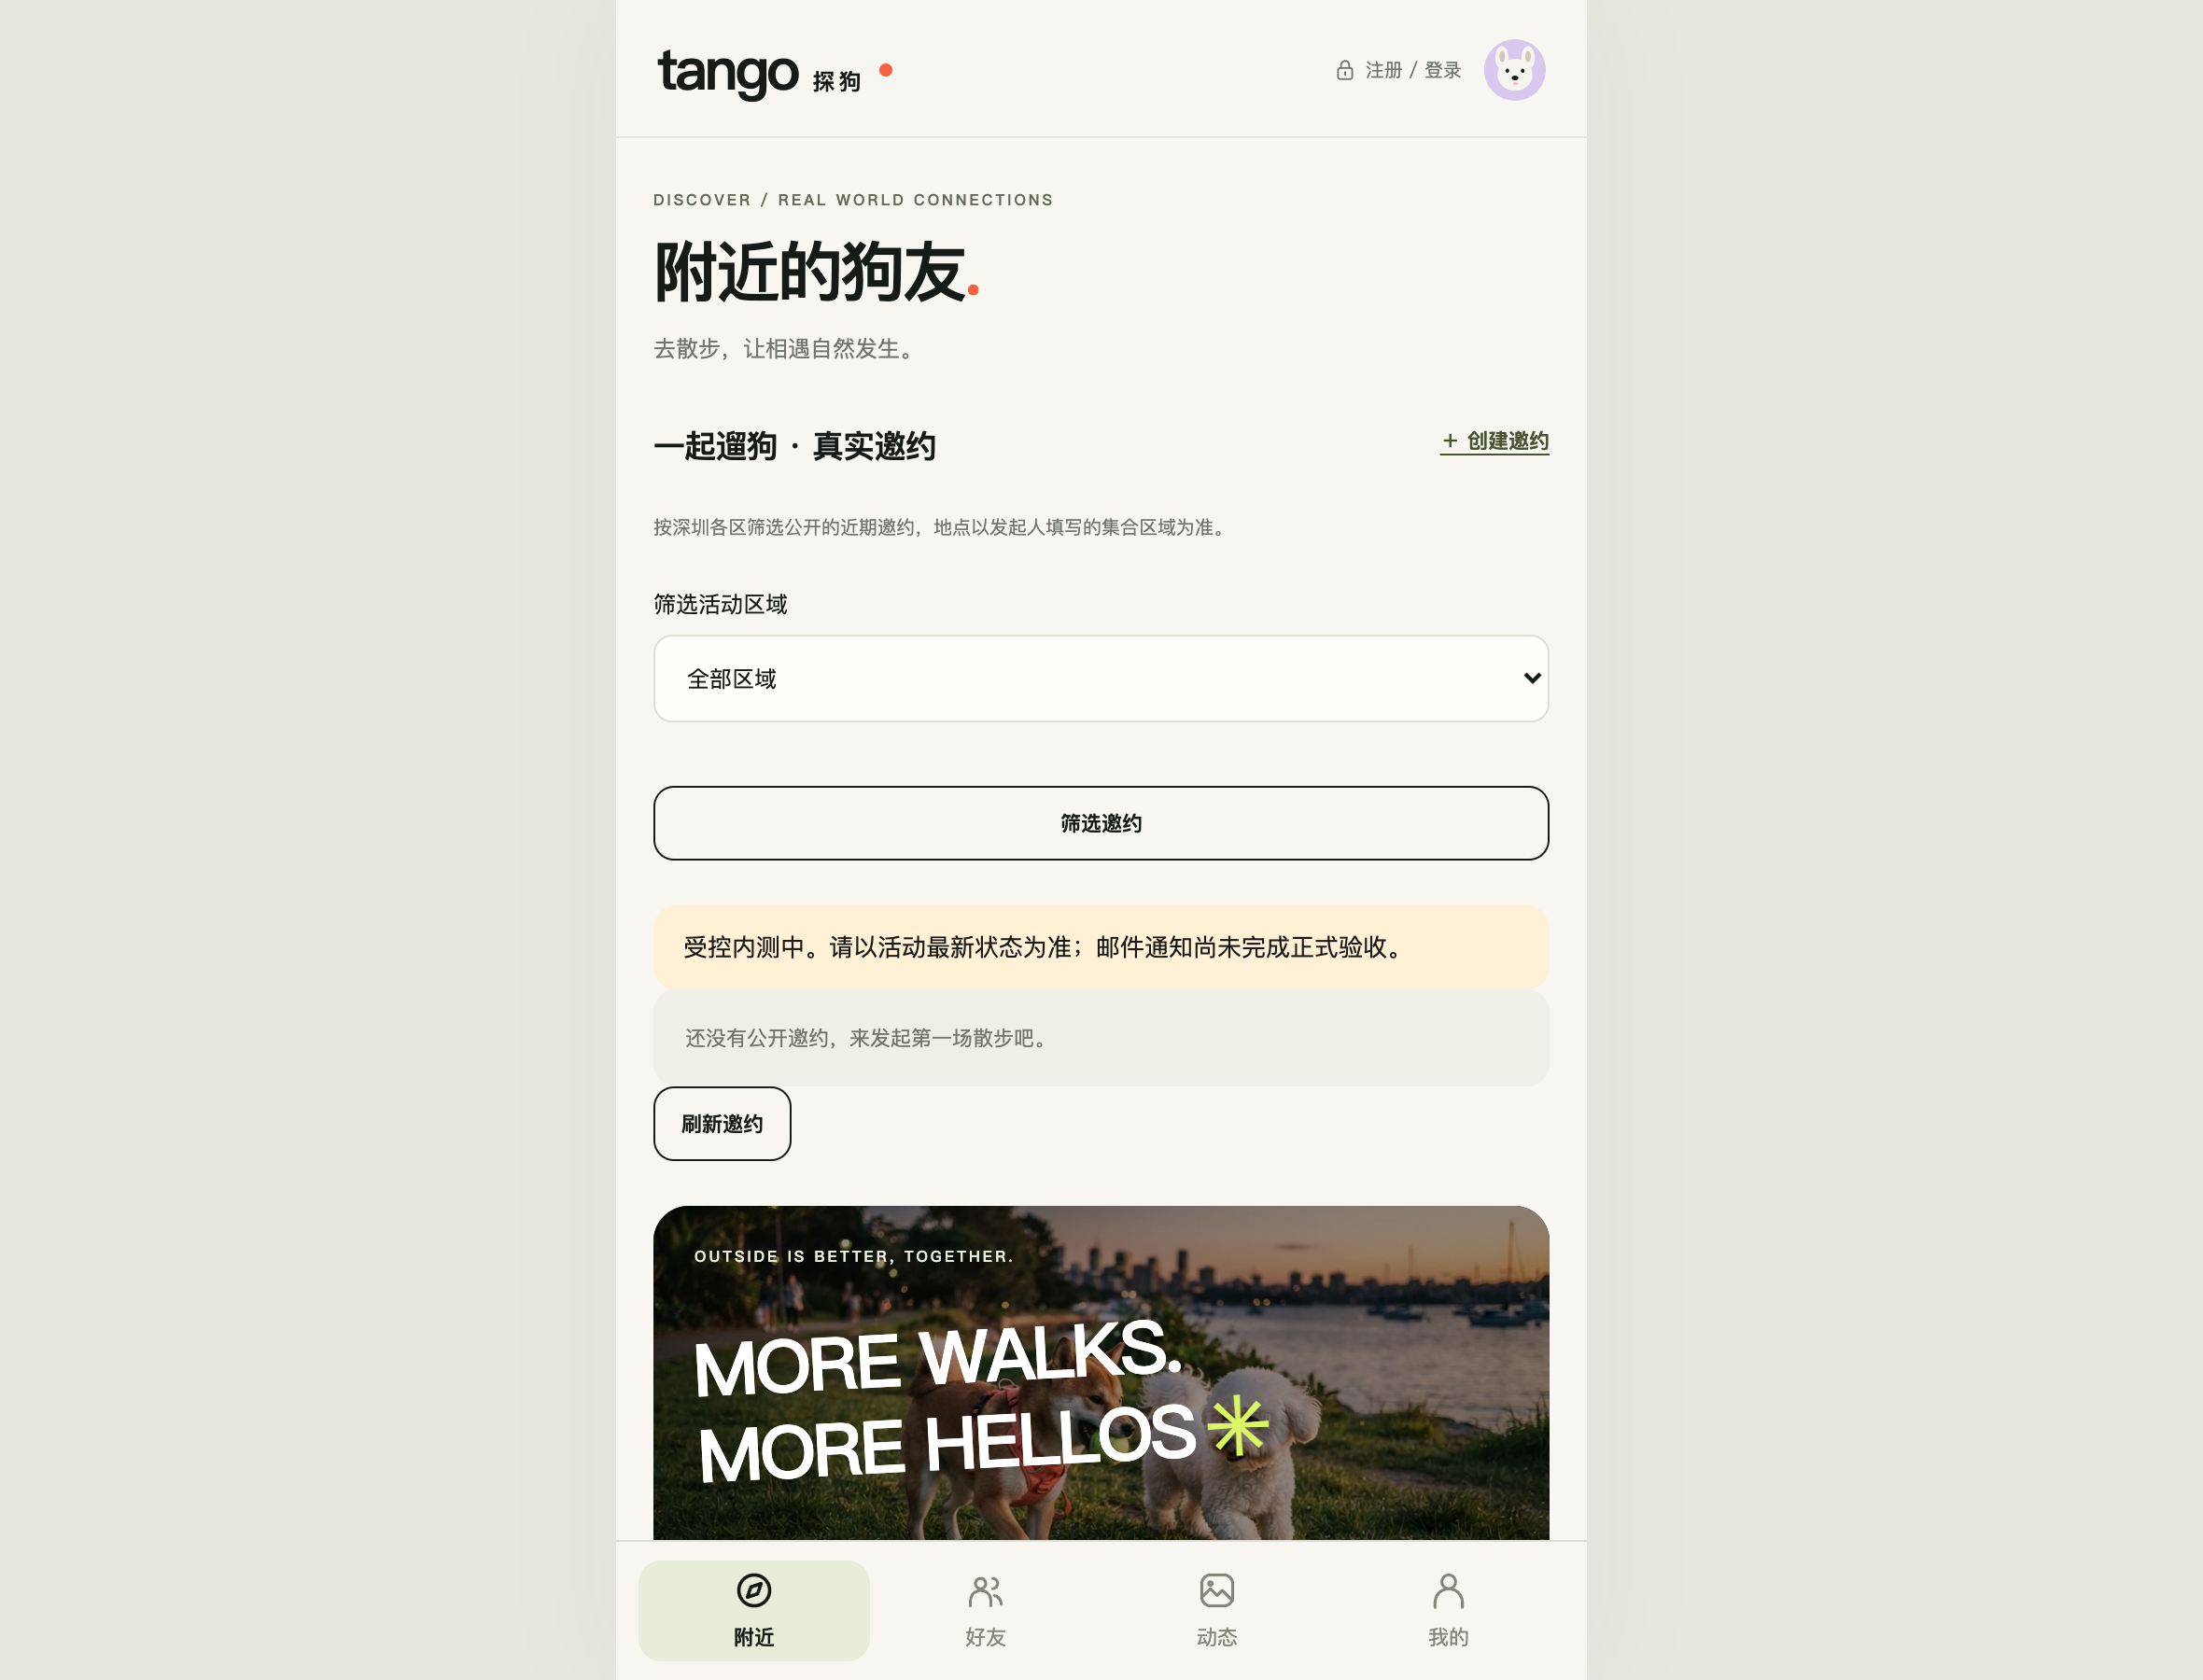 tango 探狗
注册 / 登录
DISCOVER / REAL WORLD CONNECTIONS
附近的狗友.
去散步，让相遇自然发生。
一起遛狗 · 真实邀约
+ 创建邀约
按深圳各区筛选公开的近期邀约，地点以发起人填写的集合区域为准。
筛选活动区域
全部区域
筛选邀约
受控内测中。请以活动最新状态为准；邮件通知尚未完成正式验收。
还没有公开邀约，来发起第一场散步吧。
刷新邀约
OUTSIDE IS BETTER, TOGETHER.
MORE WALKS.
MORE HELLOS✳
附近
好友
动态
我的